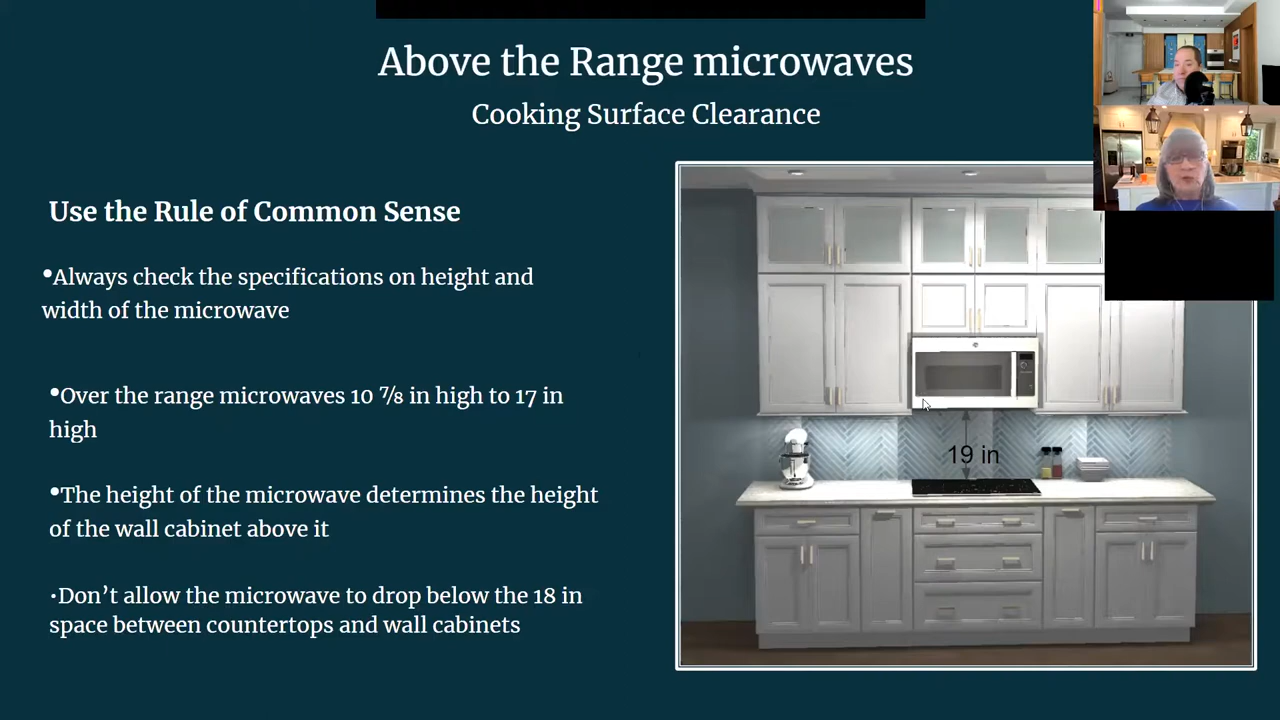 Above the Range microwaves
Cooking Surface Clearance
Use the Rule of Common Sense
•Always check the specifications on height and
width of the microwave
•Over the range microwaves 10 ⅞ in high to 17 in
high
•The height of the microwave determines the height
of the wall cabinet above it
•Don’t allow the microwave to drop below the 18 in
space between countertops and wall cabinets
19 in